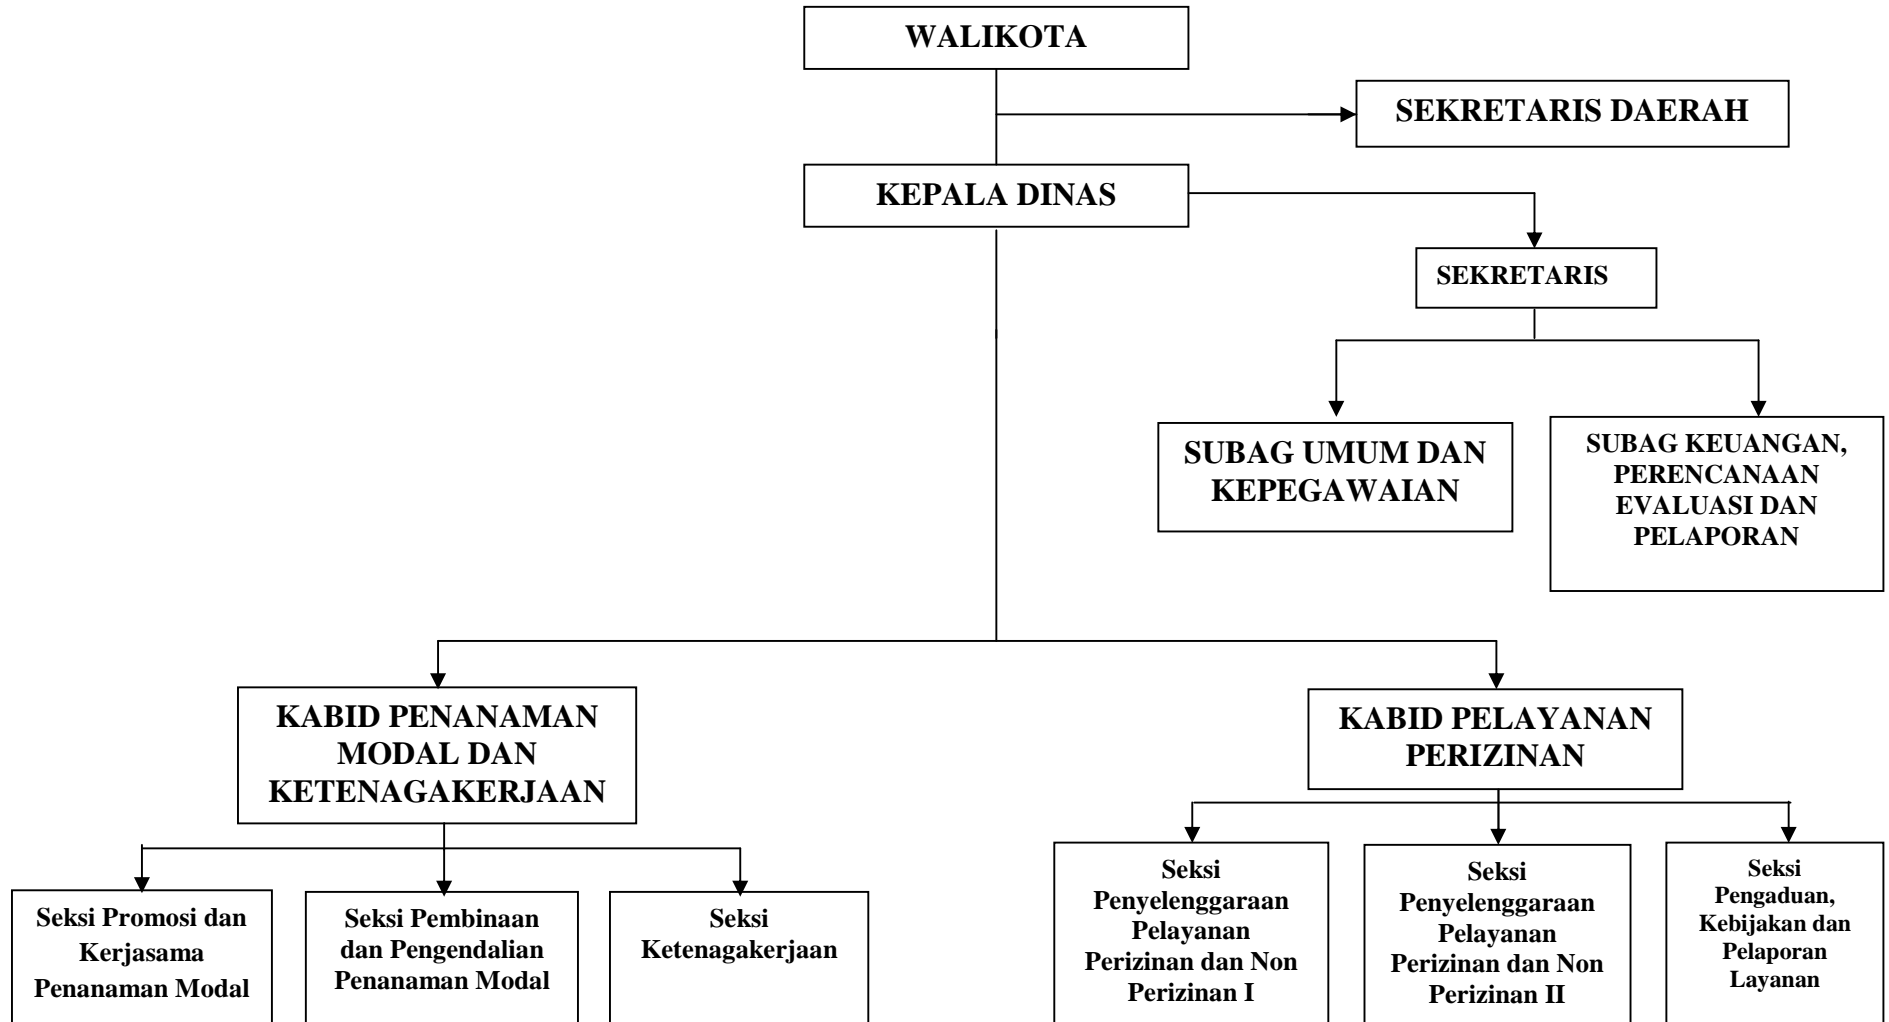 WALIKOTA
SEKRETARIS DAERAH
KEPALA DINAS
SEKRETARIS
SUBAG UMUM DAN
KEPEGAWAIAN
SUBAG KEUANGAN,
PERENCANAAN
EVALUASI DAN
PELAPORAN
KABID PENANAMAN
MODAL DAN
KETENAGAKERJAAN
KABID PELAYANAN
PERIZINAN
Seksi Promosi dan
Kerjasama
Penanaman Modal
Seksi Pembinaan
dan Pengendalian
Penanaman Modal
Seksi
Ketenagakerjaan
Seksi
Penyelenggaraan
Pelayanan
Perizinan dan Non
Perizinan I
Seksi
Penyelenggaraan
Pelayanan
Perizinan dan Non
Perizinan II
Seksi
Pengaduan,
Kebijakan dan
Pelaporan
Layanan